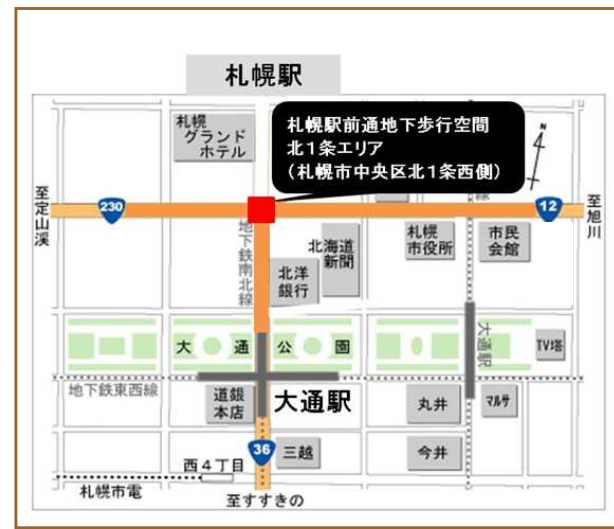 札幌駅
札幌
グランド
ホテル
札幌駅前通地下歩行空間
北1条エリア
(札幌市中央区北1条西側)
N
至定山渓
230
12
至旭川
線
地下鉄南北線
北海道
新聞
北洋
銀行
札幌
市役所
市民
会館
大通公園
大通駅
TV塔
地下鉄東西線
道銀
本店
大通駅
丸井
マルサ
36
三越
今井
西4丁目
札幌市電
至すすきの